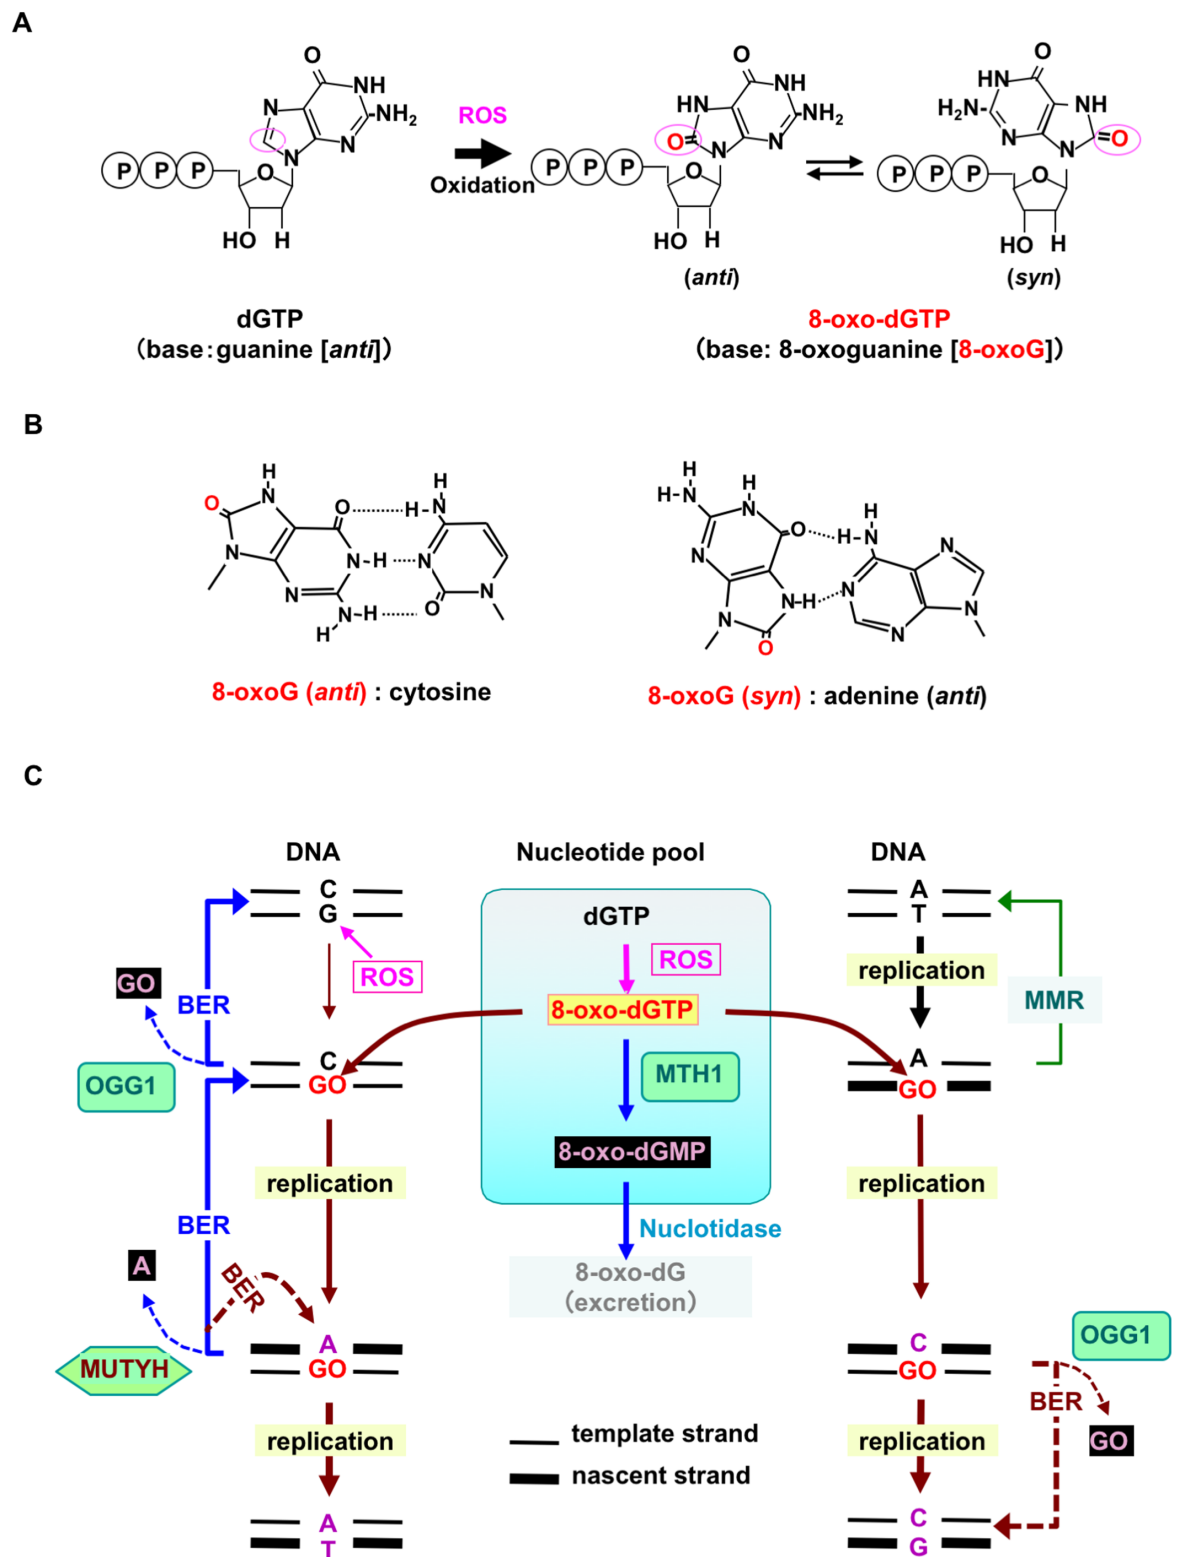 A
O
N
NH
NH₂
N
N
P P P
O
HO H
ROS
Oxidation
O
HN
NH
NH₂
O
N
N
P P P
O
HO H
(anti)
O
HN
NH
H₂N
N
N
O
P P P
O
HO H
(syn)
dGTP
(base:guanine [anti])
8-oxo-dGTP
(base: 8-oxoguanine [8-oxoG])
B
H
O
N
O
H
H-N
N
N-H
N
N
N
H
N-H
O
N
8-oxoG (anti) : cytosine
H
H-N
H
N
O
H
H-N
N
N
N-H
N
N
N
N
O
8-oxoG (syn) : adenine (anti)
C
DNA
Nucleotide pool
DNA
C
G
ROS
GO
BER
C
GO
OGG1
replication
BER
A
BER
A
GO
MUTYH
replication
A
T
dGTP
ROS
8-oxo-dGTP
MTH1
8-oxo-dGMP
Nuclotidase
8-oxo-dG
(excretion)
template strand
nascent strand
A
T
replication
MMR
A
GO
replication
C
GO
OGG1
BER
GO
replication
C
G